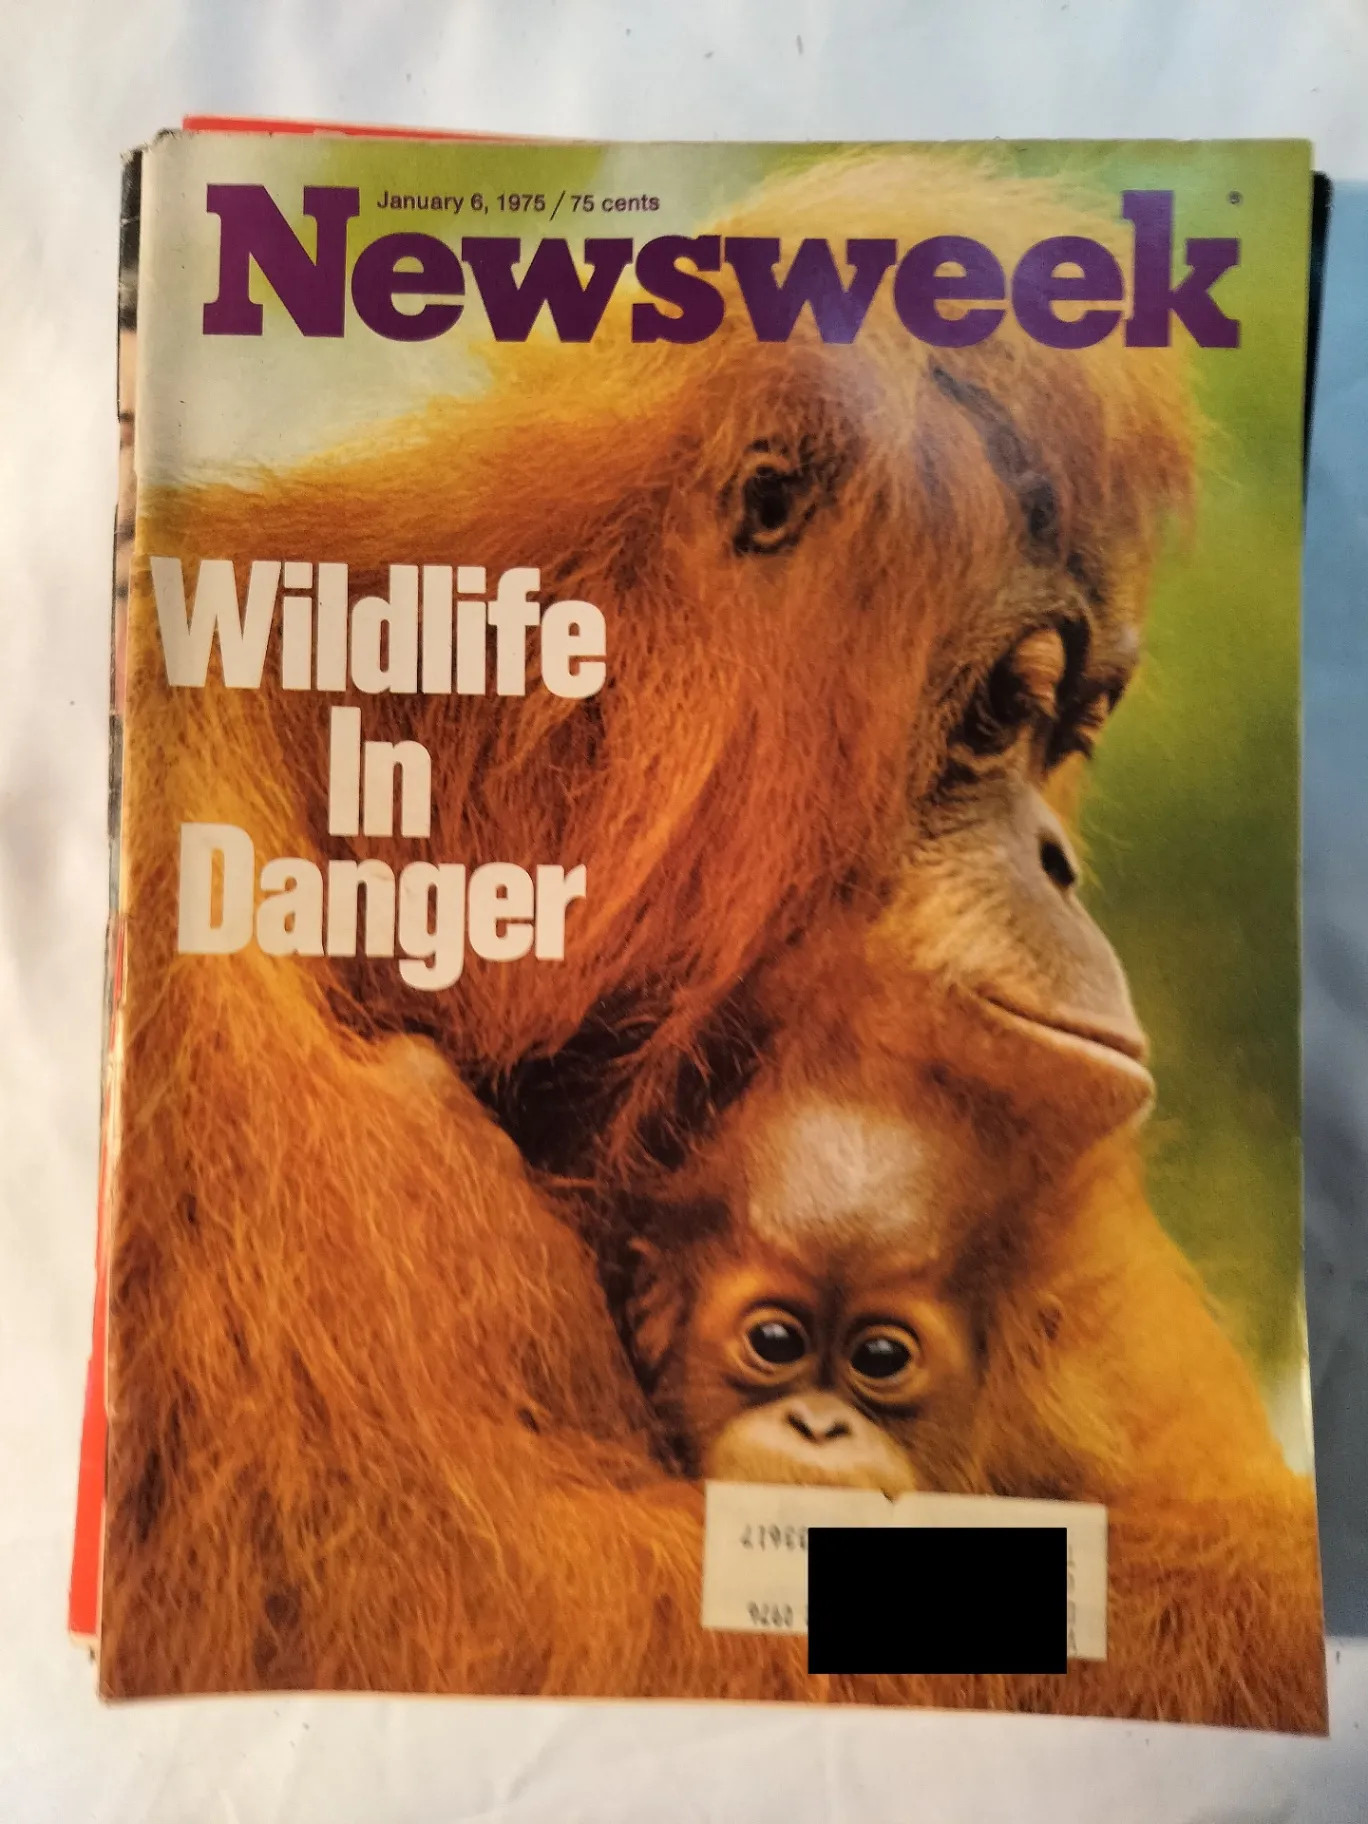 January 6, 1975 / 75 cents
Newsweek®
Wildlife
In
Danger